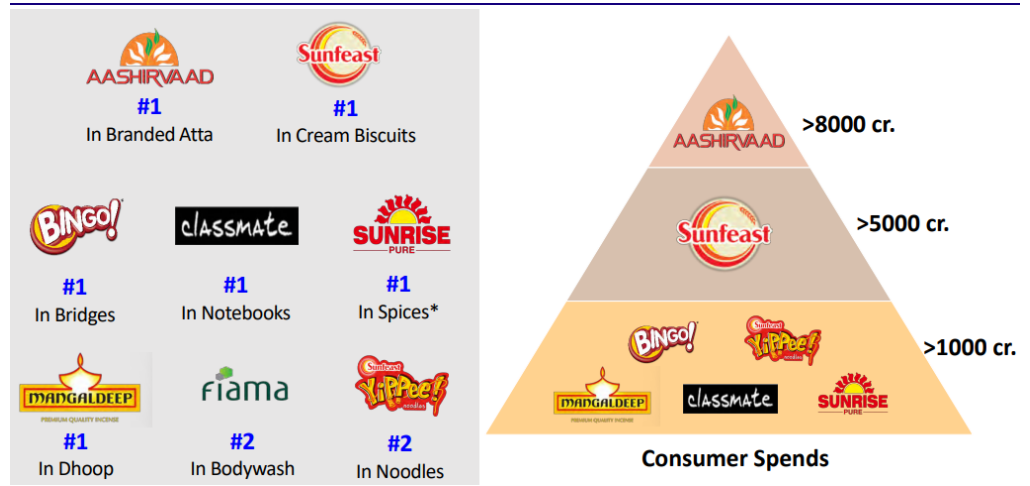 AASHIRVAAD
#1
In Branded Atta
Sunfeast
#1
In Cream Biscuits
BINGO!
#1
In Bridges
classmate
#1
In Notebooks
SUNRISE
PURE
#1
In Spices*
MANGALDEEP
PREMIUM QUALITY INCENSE
#1
In Dhoop
fiama
#2
In Bodywash
Sunfeast
YiPPee!
noodles
#2
In Noodles
AASHIRVAAD
>8000 cr.
Sunfeast
>5000 cr.
BINGO!
Sunfeast
YiPPee!
noodles
>1000 cr.
MANGALDEEP
PREMIUM QUALITY INCENSE
classmate
SUNRISE
PURE
Consumer Spends